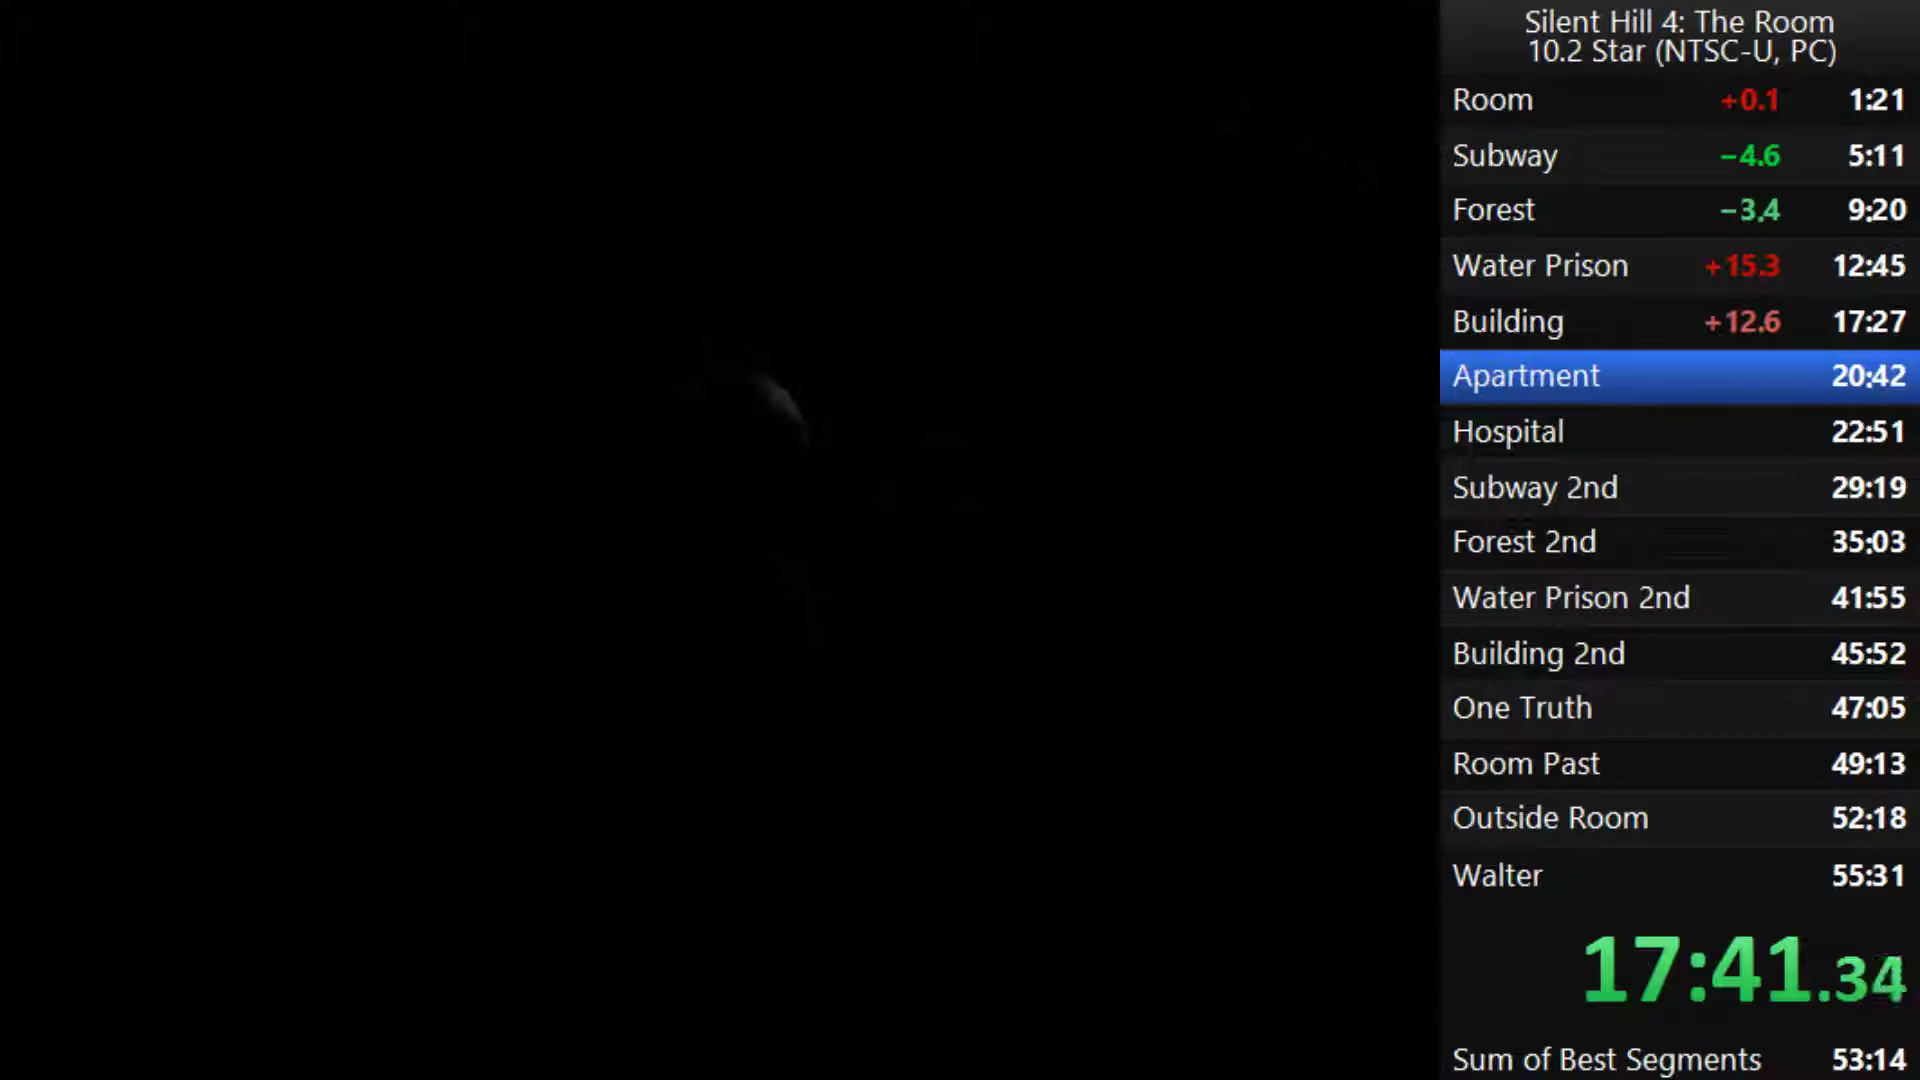 Silent Hill 4: The Room
10.2 Star (NTSC-U, PC)
Room +0.1 1:21
Subway −4.6 5:11
Forest −3.4 9:20
Water Prison +15.3 12:45
Building +12.6 17:27
Apartment 20:42
Hospital 22:51
Subway 2nd 29:19
Forest 2nd 35:03
Water Prison 2nd 41:55
Building 2nd 45:52
One Truth 47:05
Room Past 49:13
Outside Room 52:18
Walter 55:31
17:41.34
Sum of Best Segments 53:14